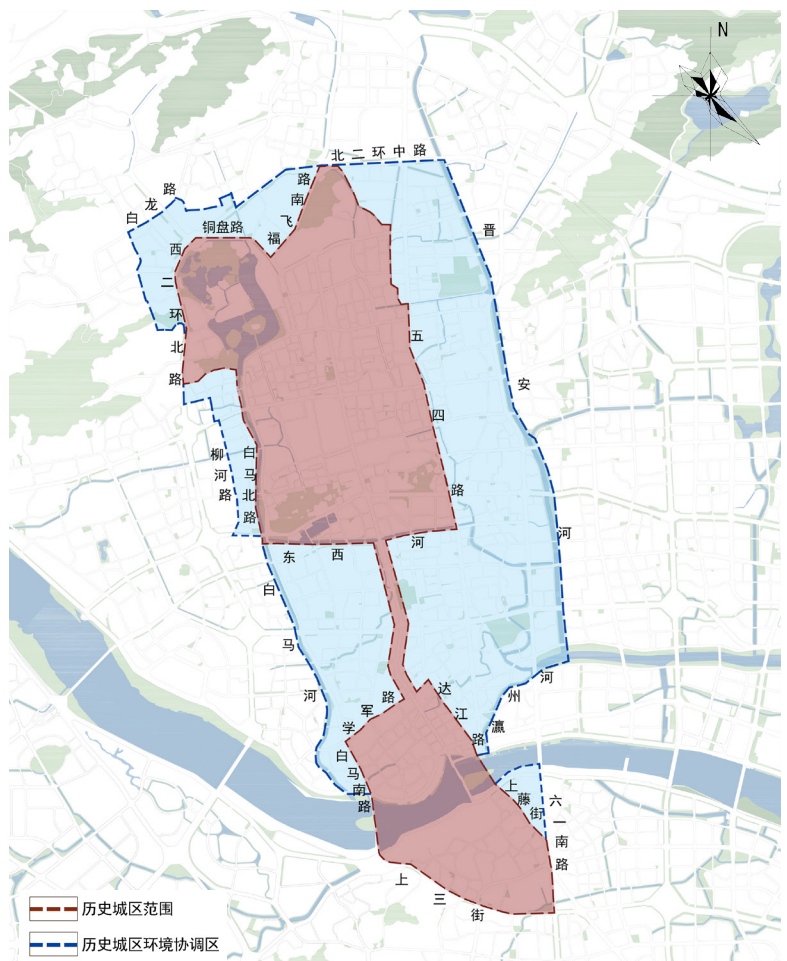 N
北二环中路
白龙路
铜盘路
福飞南路
晋安河
西二环北路
五四路
柳河路
白马北路
东西河
白马河
学军路
达江路
瀛州河
白马南路
上藤街
六一南路
上三街
历史城区范围
历史城区环境协调区